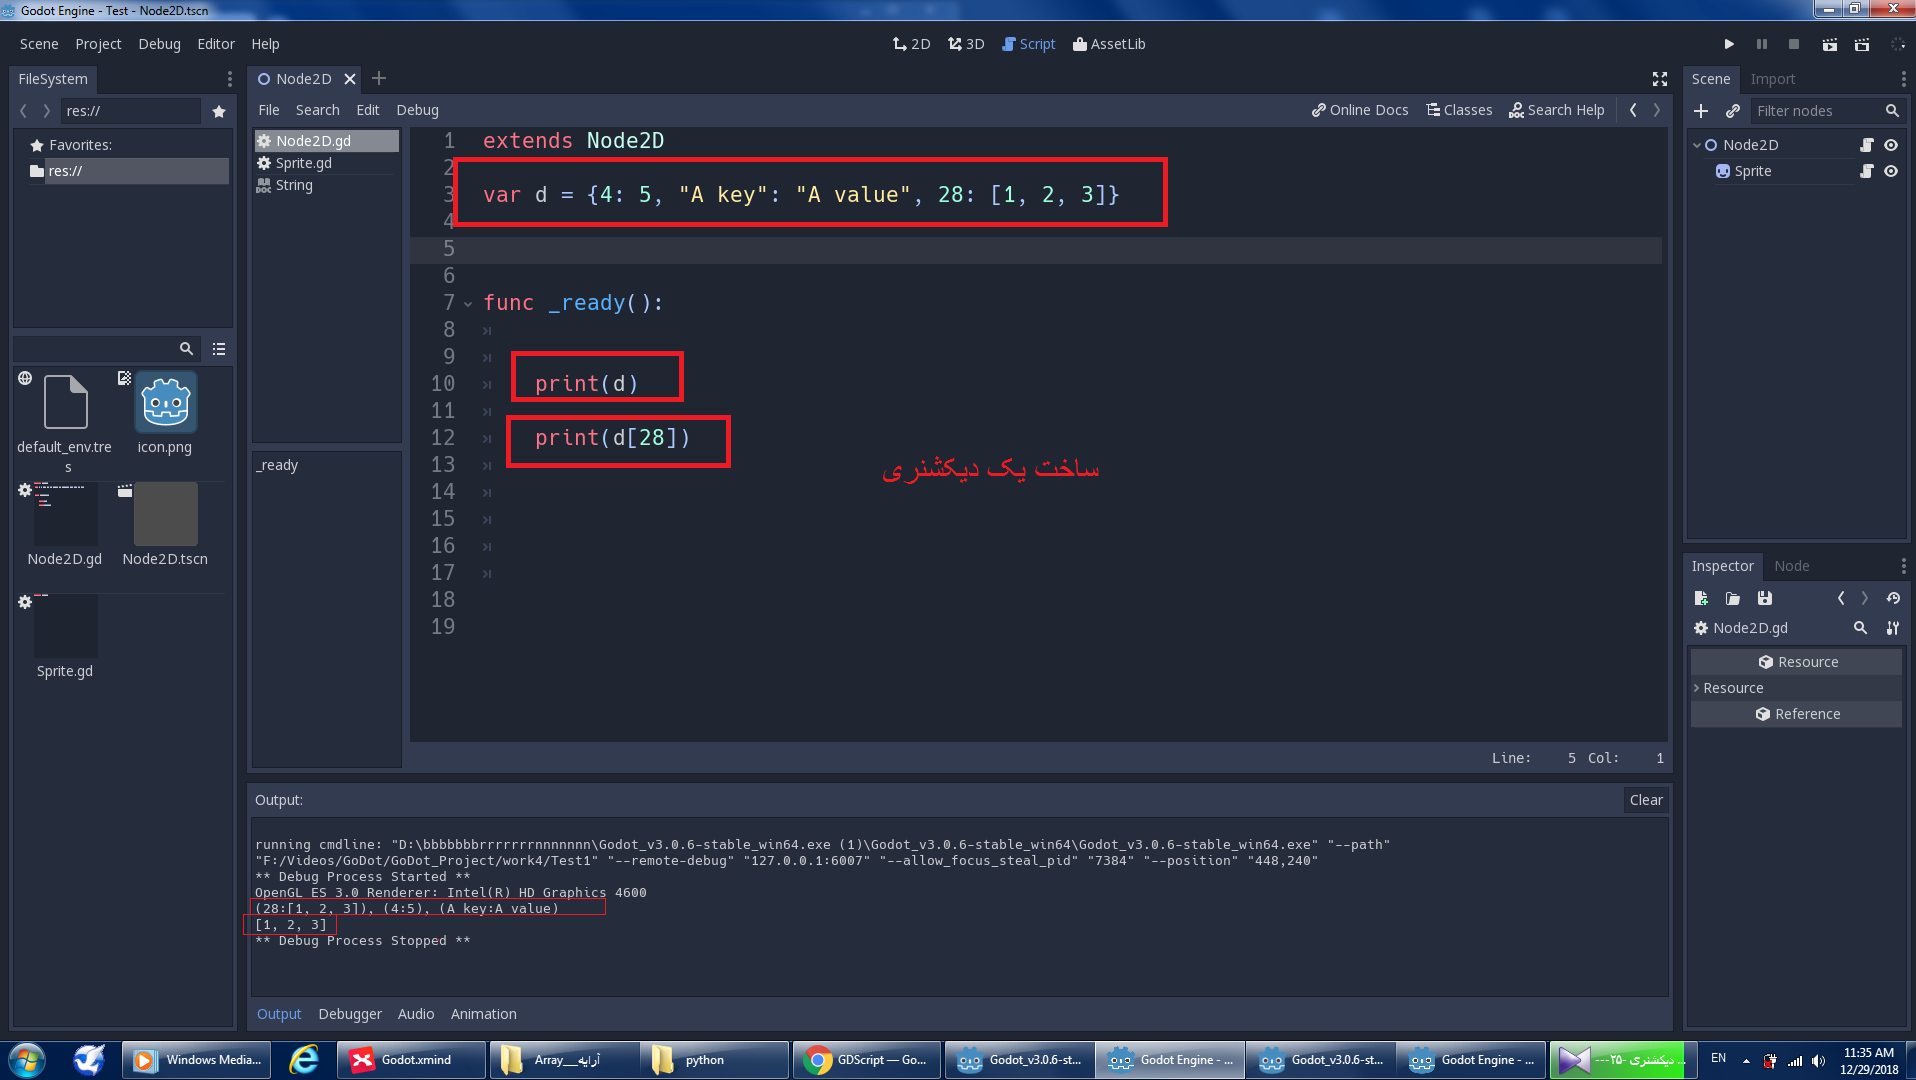 Godot Engine - Test - Node2D.tscn
Scene Project Debug Editor Help
2D 3D Script AssetLib
FileSystem
res://
Favorites:
res://
default_env.tre
s
icon.png
Node2D.gd
Node2D.tscn
Sprite.gd
Node2D
File Search Edit Debug
Online Docs Classes Search Help
Node2D.gd
Sprite.gd
String
_ready
1 extends Node2D
2
3 var d = {4: 5, "A key": "A value", 28: [1, 2, 3]}
4
5
6
7 func _ready():
8
9
10 print(d)
11
12 print(d[28])
13
14
15
16
17
18
19
ساخت یک دیکشنری
Line: 5 Col: 1
Output:
Clear
running cmdline: "D:\bbbbbbbrrrrrrrnnnnnnn\Godot_v3.0.6-stable_win64.exe (1)\Godot_v3.0.6-stable_win64\Godot_v3.0.6-stable_win64.exe" "--path"
"F:/Videos/GoDot/GoDot_Project/work4/Test1" "--remote-debug" "127.0.0.1:6007" "--allow_focus_steal_pid" "7384" "--position" "448,240"
** Debug Process Started **
OpenGL ES 3.0 Renderer: Intel(R) HD Graphics 4600
(28:[1, 2, 3]), (4:5), (A key:A value)
[1, 2, 3]
** Debug Process Stopped **
Output Debugger Audio Animation
Scene Import
Filter nodes
Node2D
Sprite
Inspector Node
Node2D.gd
Resource
Resource
Reference
Windows Media...
Godot.xmind
Array__آرایه
python
GDScript — Go...
Godot_v3.0.6-st...
Godot Engine - ...
Godot_v3.0.6-st...
Godot Engine - ...
دیکشنری -۲۵---...
EN
11:35 AM
12/29/2018